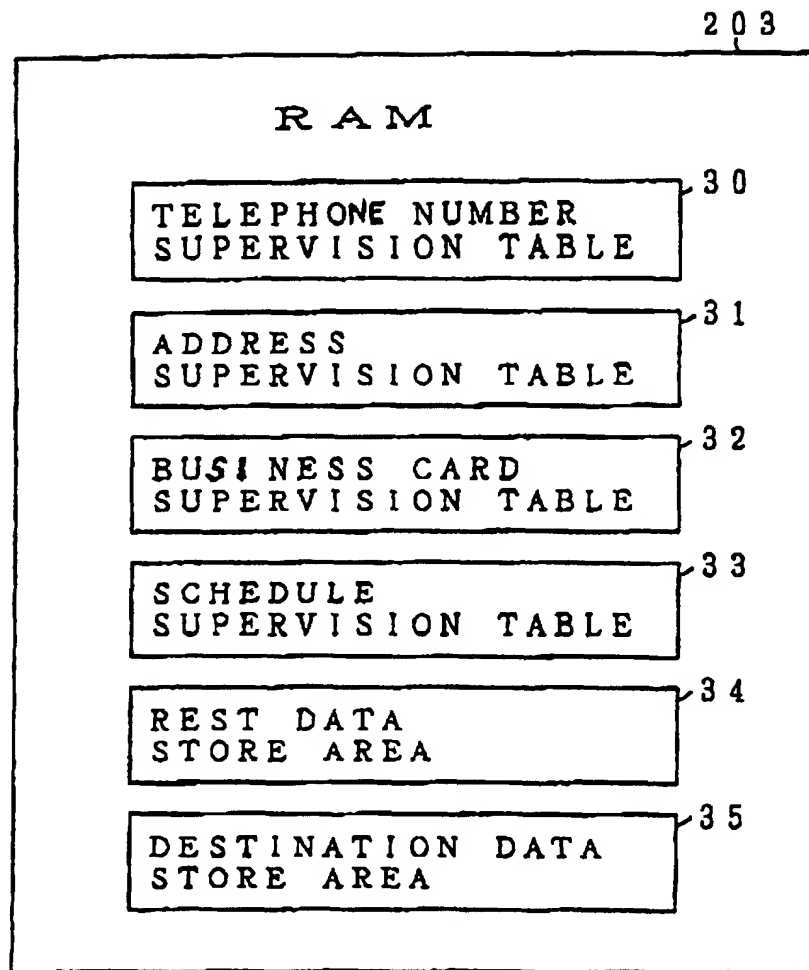 203
RAM
30
TELEPHONE NUMBER
SUPERVISION TABLE
31
ADDRESS
SUPERVISION TABLE
32
BUSINESS CARD
SUPERVISION TABLE
33
SCHEDULE
SUPERVISION TABLE
34
REST DATA
STORE AREA
35
DESTINATION DATA
STORE AREA